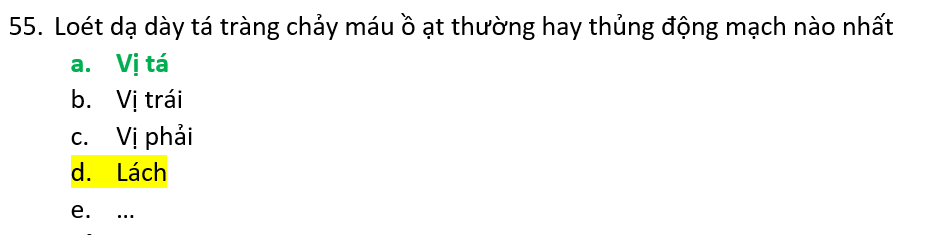 55. Loét dạ dày tá tràng chảy máu ồ ạt thường hay thủng động mạch nào nhất
a. Vị tá
b. Vị trái
c. Vị phải
d. Lách
e. ...